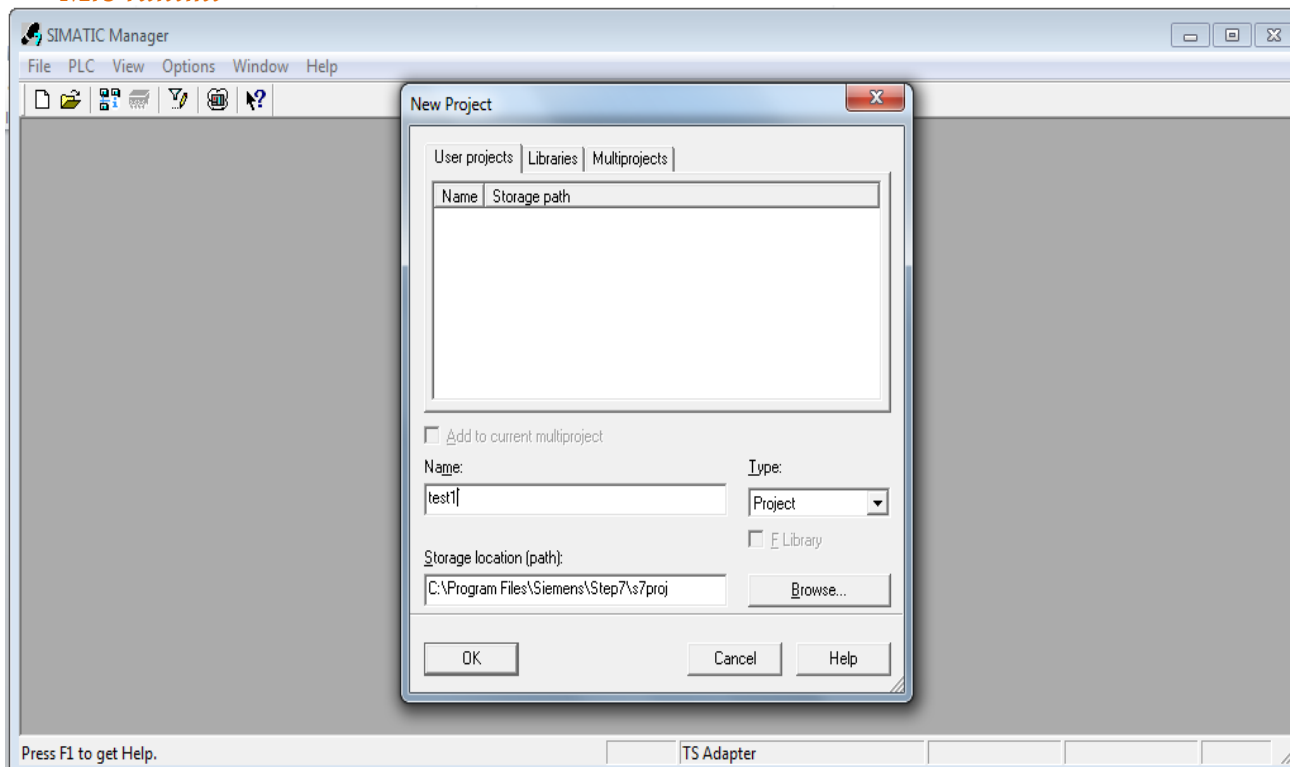 SIMATIC Manager
File PLC View Options Window Help
New Project
User projects Libraries Multiprojects
Name Storage path
Add to current multiproject
Name: Type:
test1 Project
F Library
Storage location (path):
C:\Program Files\Siemens\Step7\s7proj Browse...
OK Cancel Help
Press F1 to get Help. TS Adapter